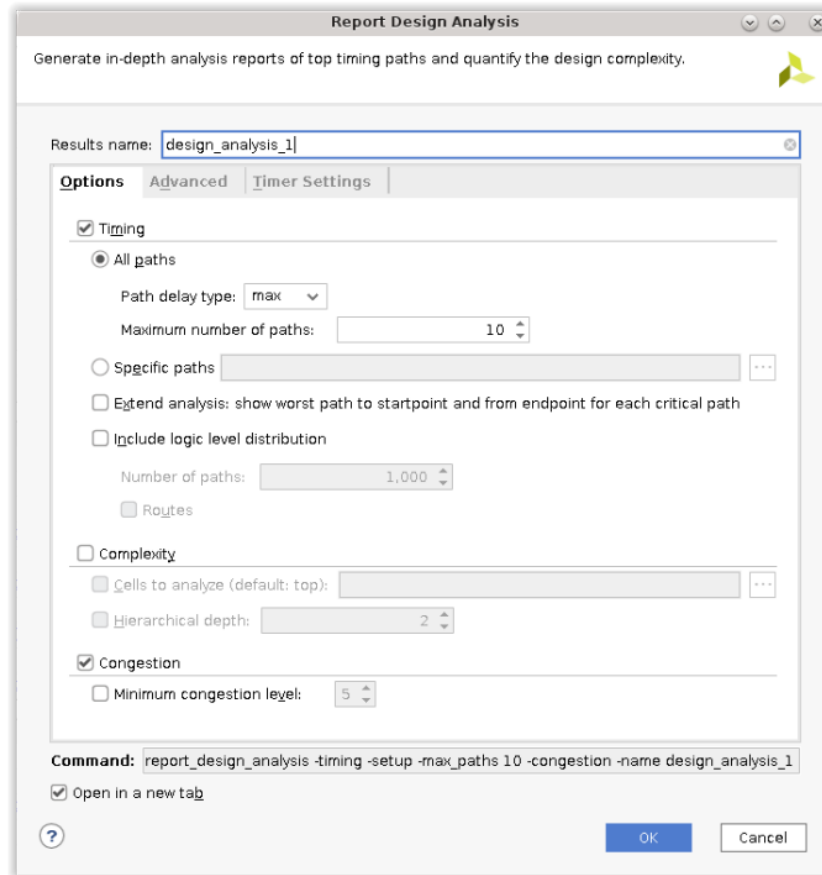 Report Design Analysis
Generate in-depth analysis reports of top timing paths and quantify the design complexity.
Results name: design_analysis_1
Options Advanced Timer Settings
Timing
All paths
Path delay type: max
Maximum number of paths: 10
Specific paths ...
Extend analysis: show worst path to startpoint and from endpoint for each critical path
Include logic level distribution
Number of paths: 1,000
Routes
Complexity
Cells to analyze (default: top): ...
Hierarchical depth: 2
Congestion
Minimum congestion level: 5
Command: report_design_analysis -timing -setup -max_paths 10 -congestion -name design_analysis_1
Open in a new tab
? OK Cancel